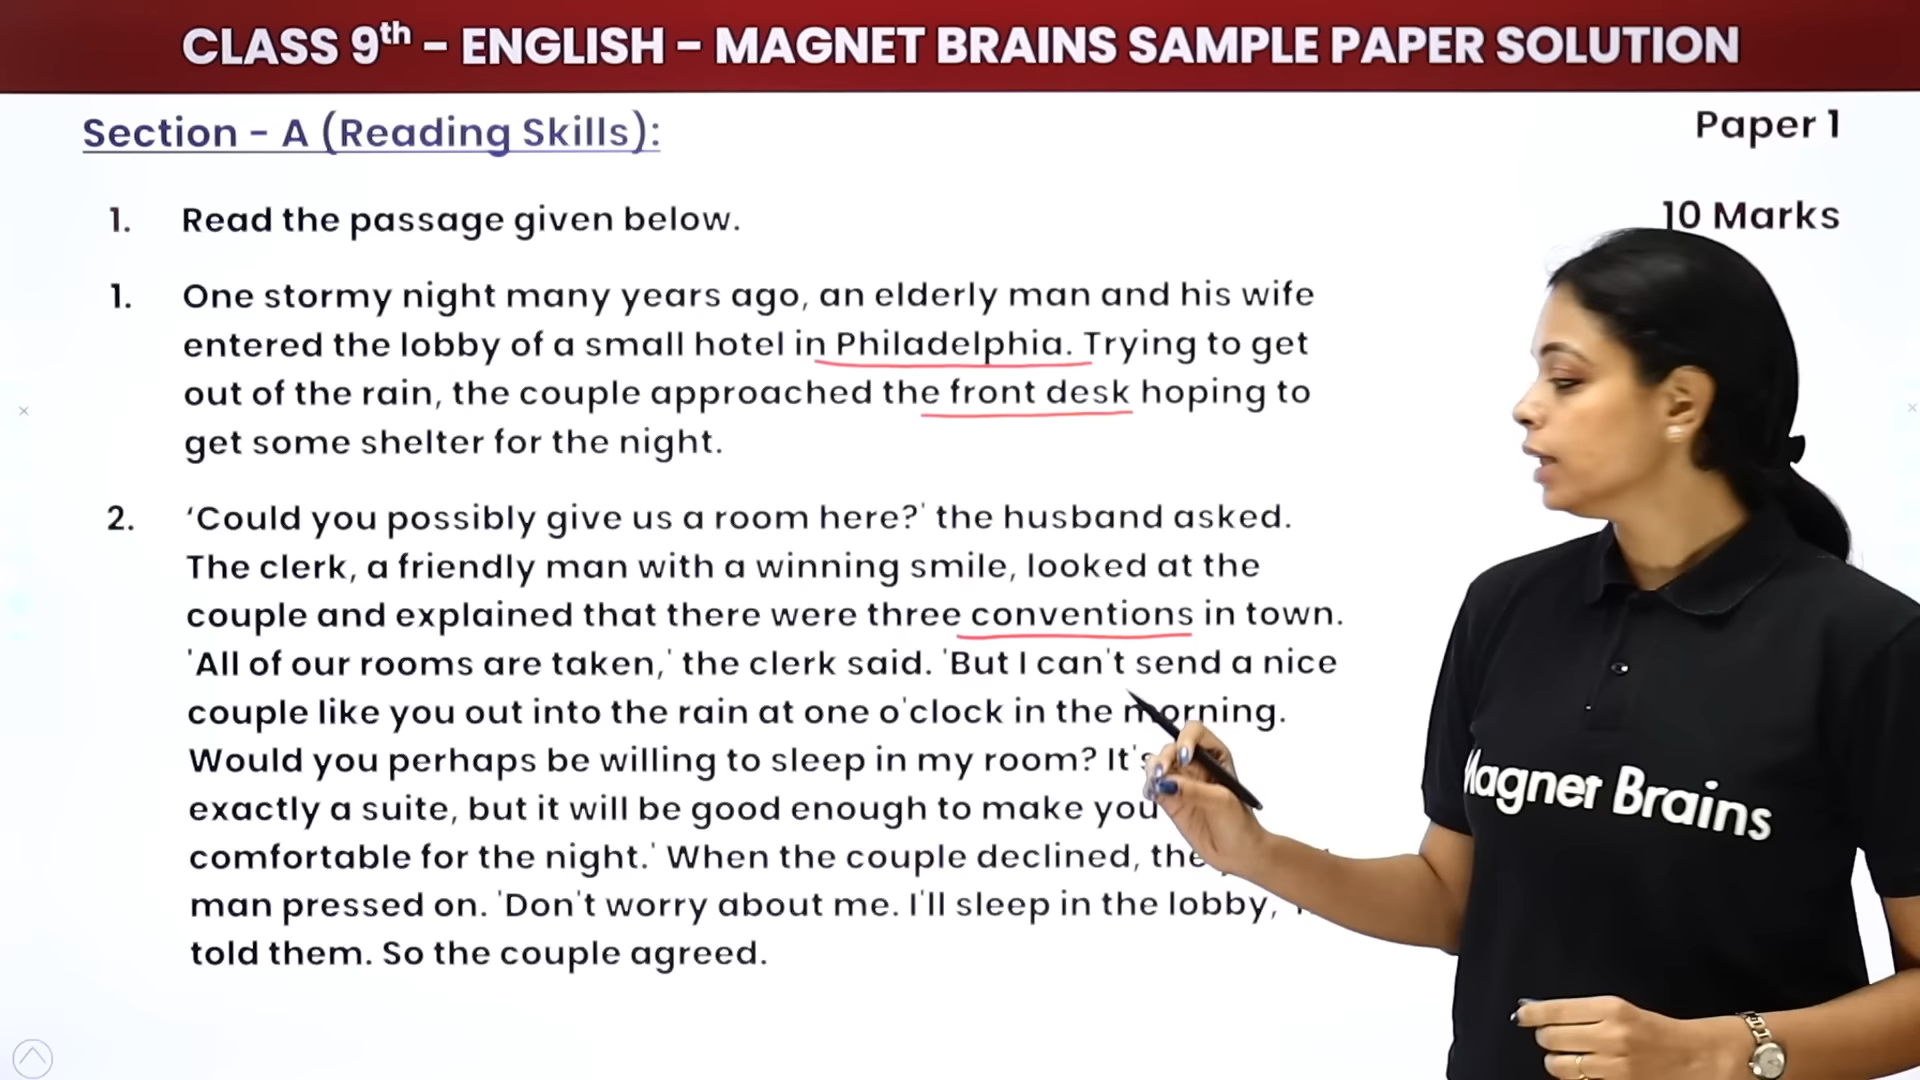 CLASS 9th – ENGLISH – MAGNET BRAINS SAMPLE PAPER SOLUTION
Section - A (Reading Skills):
Paper 1
1. Read the passage given below.
10 Marks
1. One stormy night many years ago, an elderly man and his wife
entered the lobby of a small hotel in Philadelphia. Trying to get
out of the rain, the couple approached the front desk hoping to
get some shelter for the night.
2. ‘Could you possibly give us a room here?' the husband asked.
The clerk, a friendly man with a winning smile, looked at the
couple and explained that there were three conventions in town.
'All of our rooms are taken,' the clerk said. 'But I can't send a nice
couple like you out into the rain at one o'clock in the morning.
Would you perhaps be willing to sleep in my room? It's
exactly a suite, but it will be good enough to make you
comfortable for the night.' When the couple declined, the
man pressed on. 'Don't worry about me. I'll sleep in the lobby,
told them. So the couple agreed.
Magnet Brains